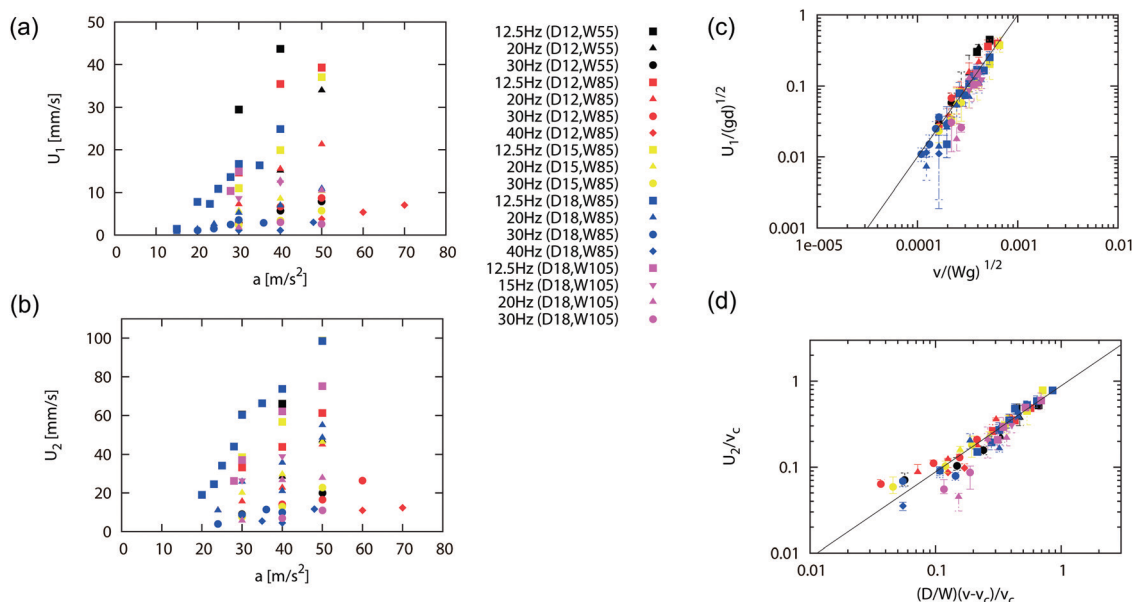 (a)
50
40
30
20
10
0
U1 [mm/s]
0 10 20 30 40 50 60 70 80
a [m/s2]
12.5Hz (D12,W55)
20Hz (D12,W55)
30Hz (D12,W55)
12.5Hz (D12,W85)
20Hz (D12,W85)
30Hz (D12,W85)
40Hz (D12,W85)
12.5Hz (D15,W85)
20Hz (D15,W85)
30Hz (D15,W85)
12.5Hz (D18,W85)
20Hz (D18,W85)
30Hz (D18,W85)
40Hz (D18,W85)
12.5Hz (D18,W105)
15Hz (D18,W105)
20Hz (D18,W105)
30Hz (D18,W105)
(c)
1
0.1
0.01
0.001
U1/(gd)1/2
1e-005 0.0001 0.001 0.01
v/(Wg)1/2
(b)
100
80
60
40
20
0
U2 [mm/s]
0 10 20 30 40 50 60 70 80
a [m/s2]
(d)
1
0.1
0.01
U2/vc
0.01 0.1 1
(D/W)(v-vc)/vc